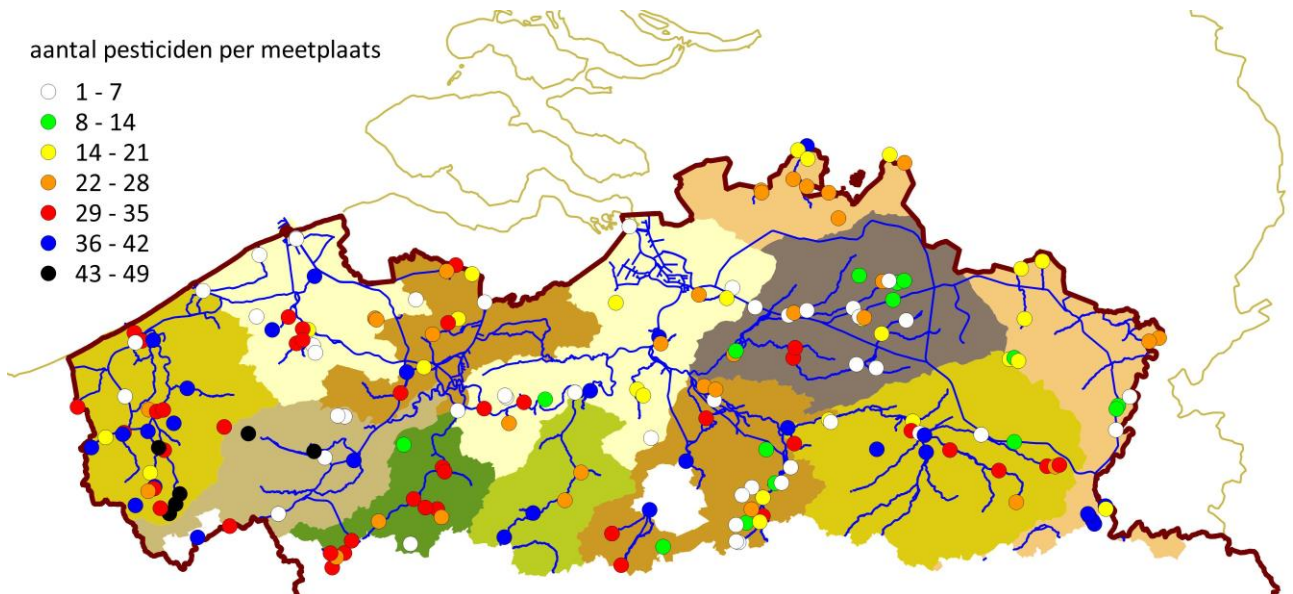 aantal pesticiden per meetplaats
1 - 7
8 - 14
14 - 21
22 - 28
29 - 35
36 - 42
43 - 49